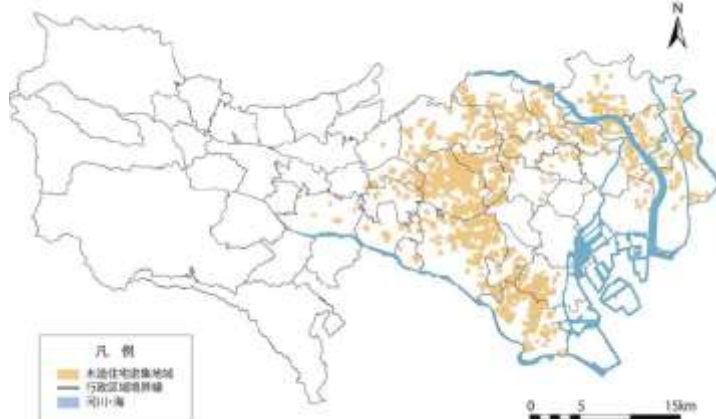 N
凡 例
木造住宅密集地域
行政区域境界線
河川・海
0 5 15km